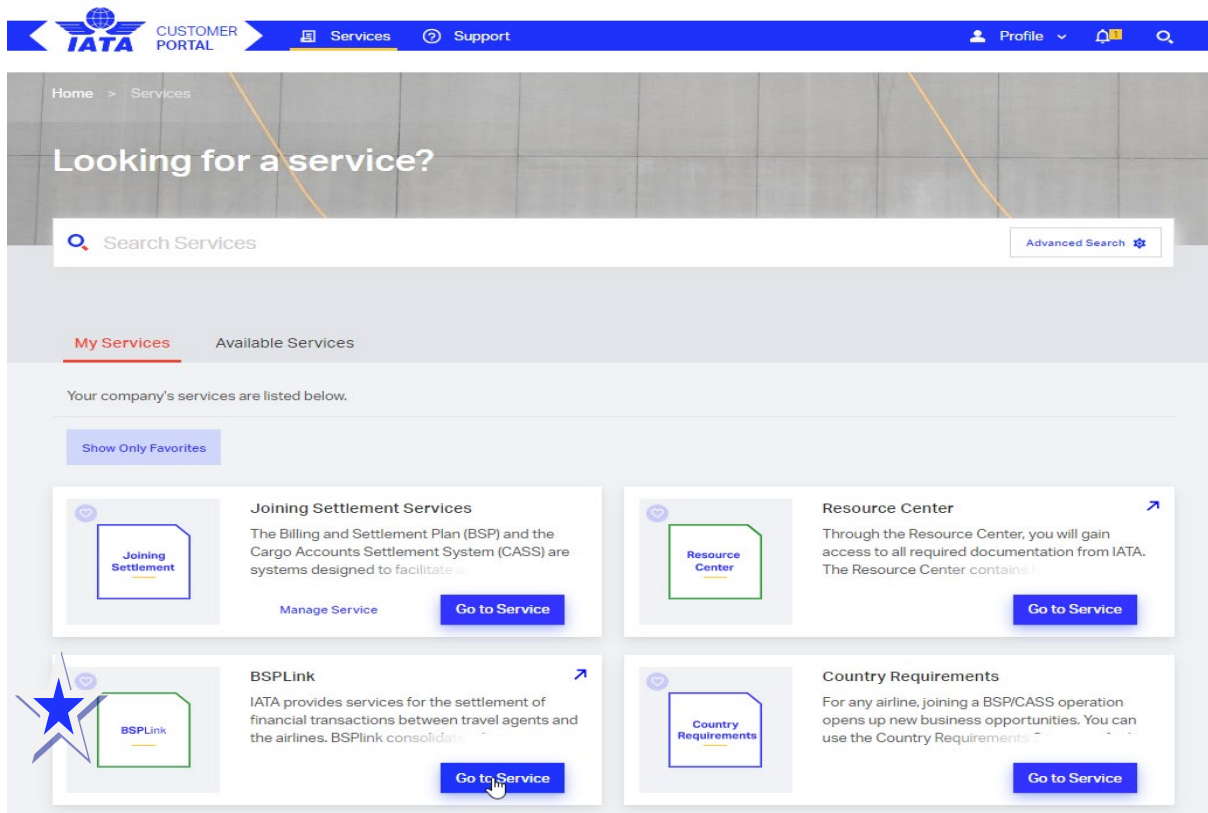 IATA
CUSTOMER
PORTAL
Services
Support
Profile
1
Home > Services
Looking for a service?
Search Services
Advanced Search
My Services
Available Services
Your company's services are listed below.
Show Only Favorites
Joining
Settlement
Joining Settlement Services
The Billing and Settlement Plan (BSP) and the
Cargo Accounts Settlement System (CASS) are
systems designed to facilitate
Manage Service
Go to Service
Resource
Center
Resource Center
Through the Resource Center, you will gain
access to all required documentation from IATA.
The Resource Center contains
Go to Service
BSPLink
BSPLink
IATA provides services for the settlement of
financial transactions between travel agents and
the airlines. BSPlink
Go to Service
Country
Requirements
Country Requirements
For any airline, joining a BSP/CASS operation
opens up new business opportunities. You can
use the Country Requirements
Go to Service